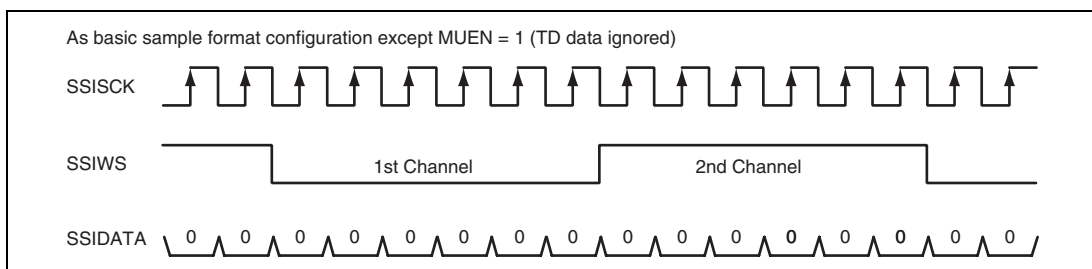 As basic sample format configuration except MUEN = 1 (TD data ignored)
SSISCK
SSIWS 1st Channel 2nd Channel
SSIDATA 0 0 0 0 0 0 0 0 0 0 0 0 0 0 0 0